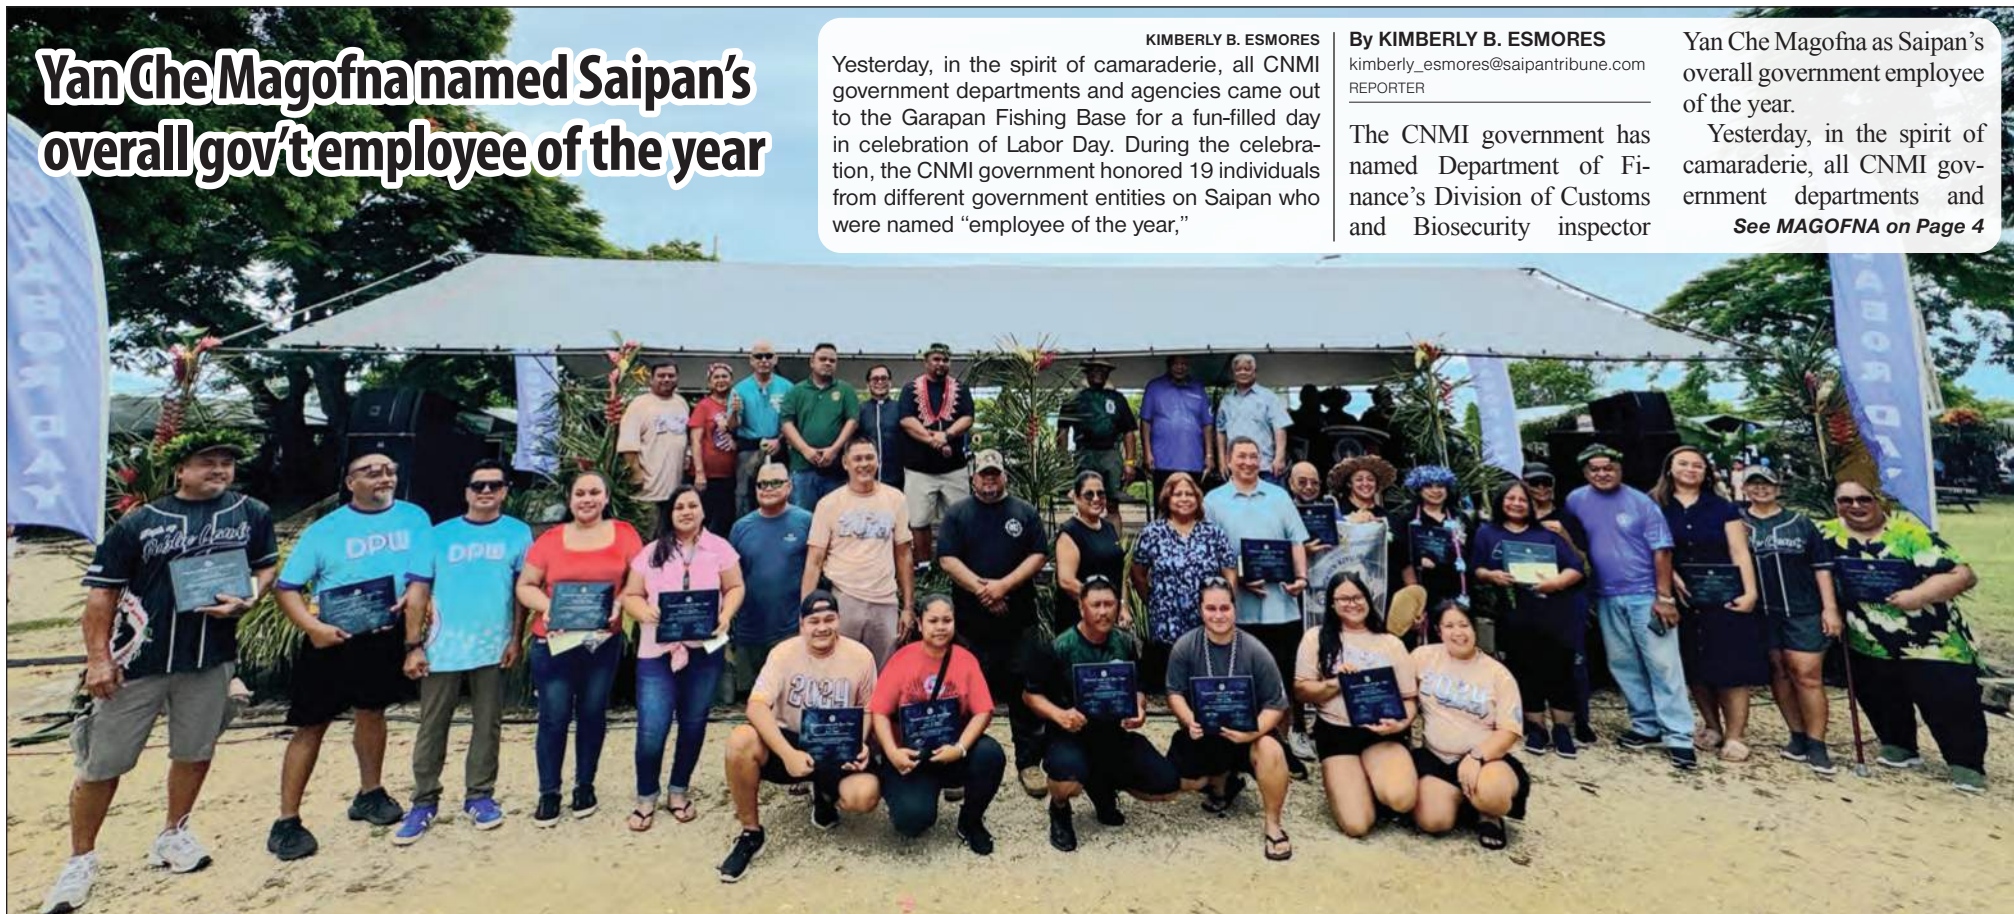 Yan Che Magofna named Saipan’s
overall gov’t employee of the year
KIMBERLY B. ESMORES
Yesterday, in the spirit of camaraderie, all CNMI
government departments and agencies came out
to the Garapan Fishing Base for a fun-filled day
in celebration of Labor Day. During the celebra-
tion, the CNMI government honored 19 individuals
from different government entities on Saipan who
were named “employee of the year,”
By KIMBERLY B. ESMORES
kimberly_esmores@saipantribune.com
REPORTER
The CNMI government has
named Department of Fi-
nance’s Division of Customs
and Biosecurity inspector
Yan Che Magofna as Saipan’s
overall government employee
of the year.
Yesterday, in the spirit of
camaraderie, all CNMI gov-
ernment departments and
See MAGOFNA on Page 4
LABOR DAY
DPW
DPW
2024
2024